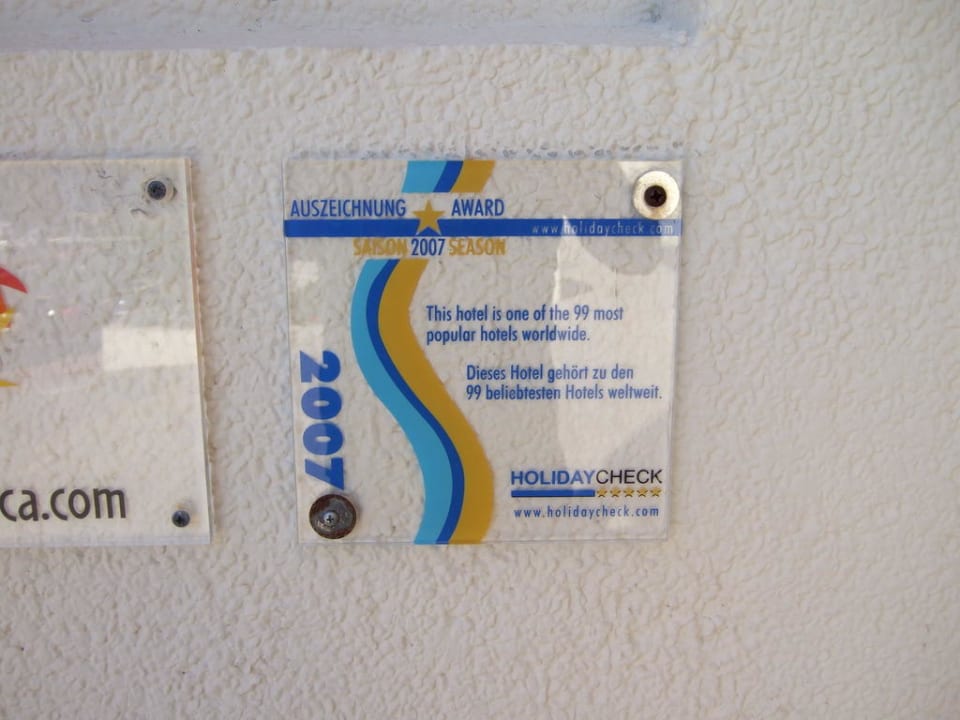 AUSZEICHNUNG AWARD
www.holidaycheck.com
SAISON 2007 SEASON
This hotel is one of the 99 most
popular hotels worldwide.
Dieses Hotel gehört zu den
99 beliebtesten Hotels weltweit.
2007
HOLIDAYCHECK
www.holidaycheck.com
ca.com